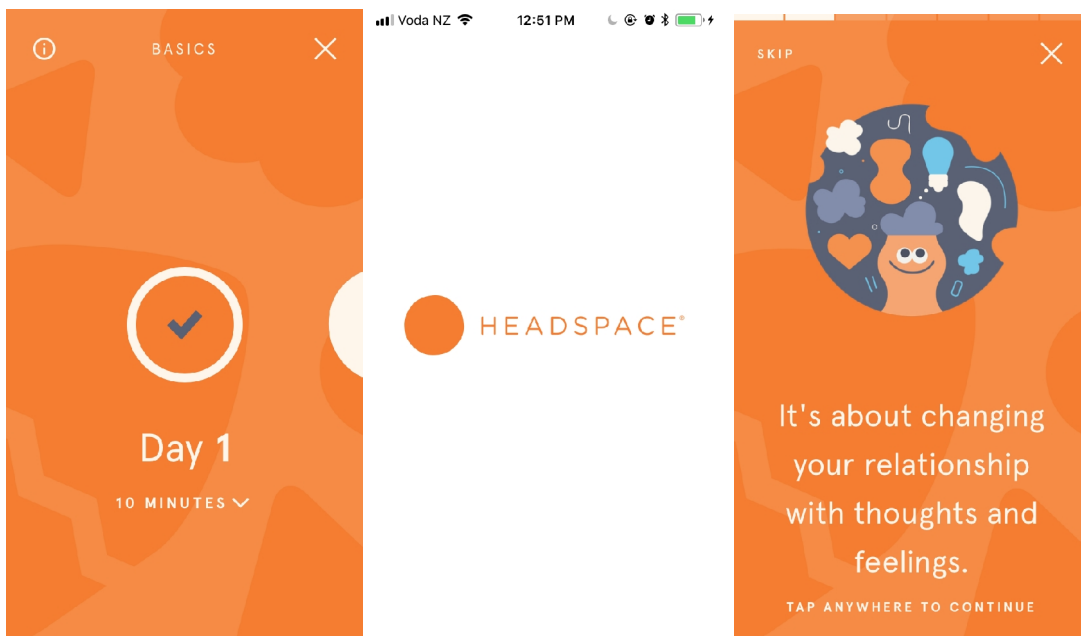 BASICS
Day 1
10 MINUTES
Voda NZ
12:51 PM
HEADSPACE®
SKIP
It's about changing
your relationship
with thoughts and
feelings.
TAP ANYWHERE TO CONTINUE